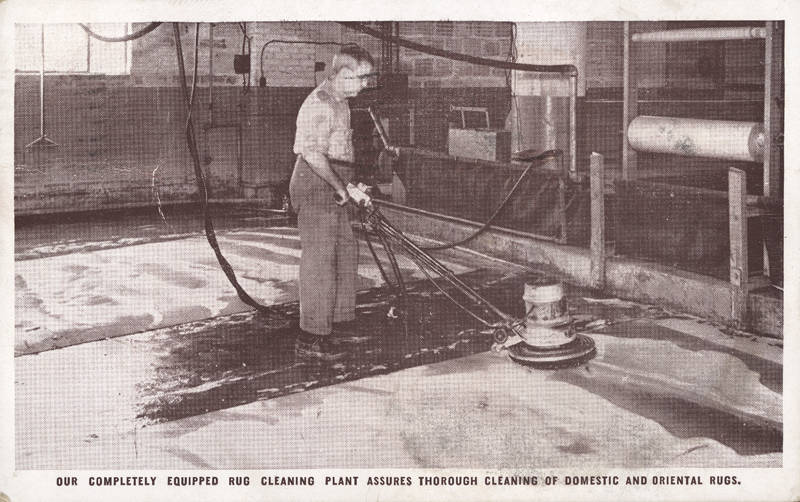 OUR COMPLETELY EQUIPPED RUG CLEANING PLANT ASSURES THOROUGH CLEANING OF DOMESTIC AND ORIENTAL RUGS.